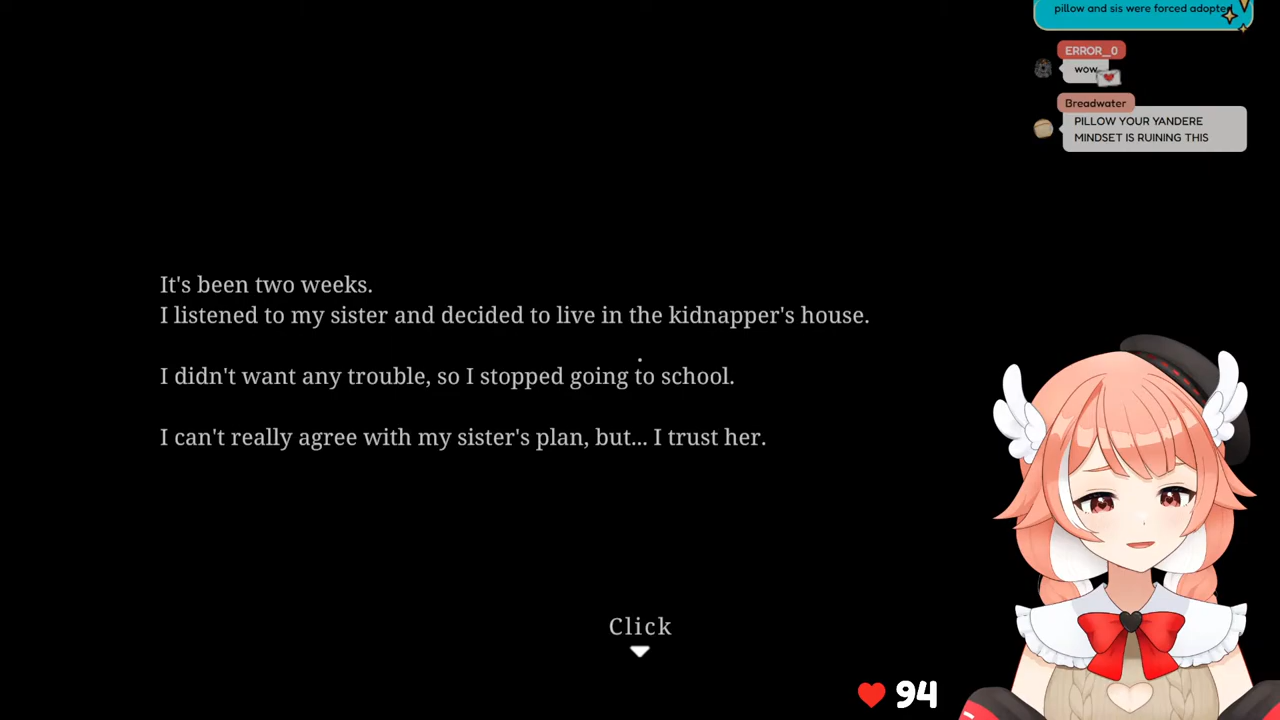 pillow and sis were forced adopted
ERROR_0
wow
Breadwater
PILLOW YOUR YANDERE
MINDSET IS RUINING THIS
It's been two weeks.
I listened to my sister and decided to live in the kidnapper's house.
I didn't want any trouble, so I stopped going to school.
I can't really agree with my sister's plan, but... I trust her.
Click
94